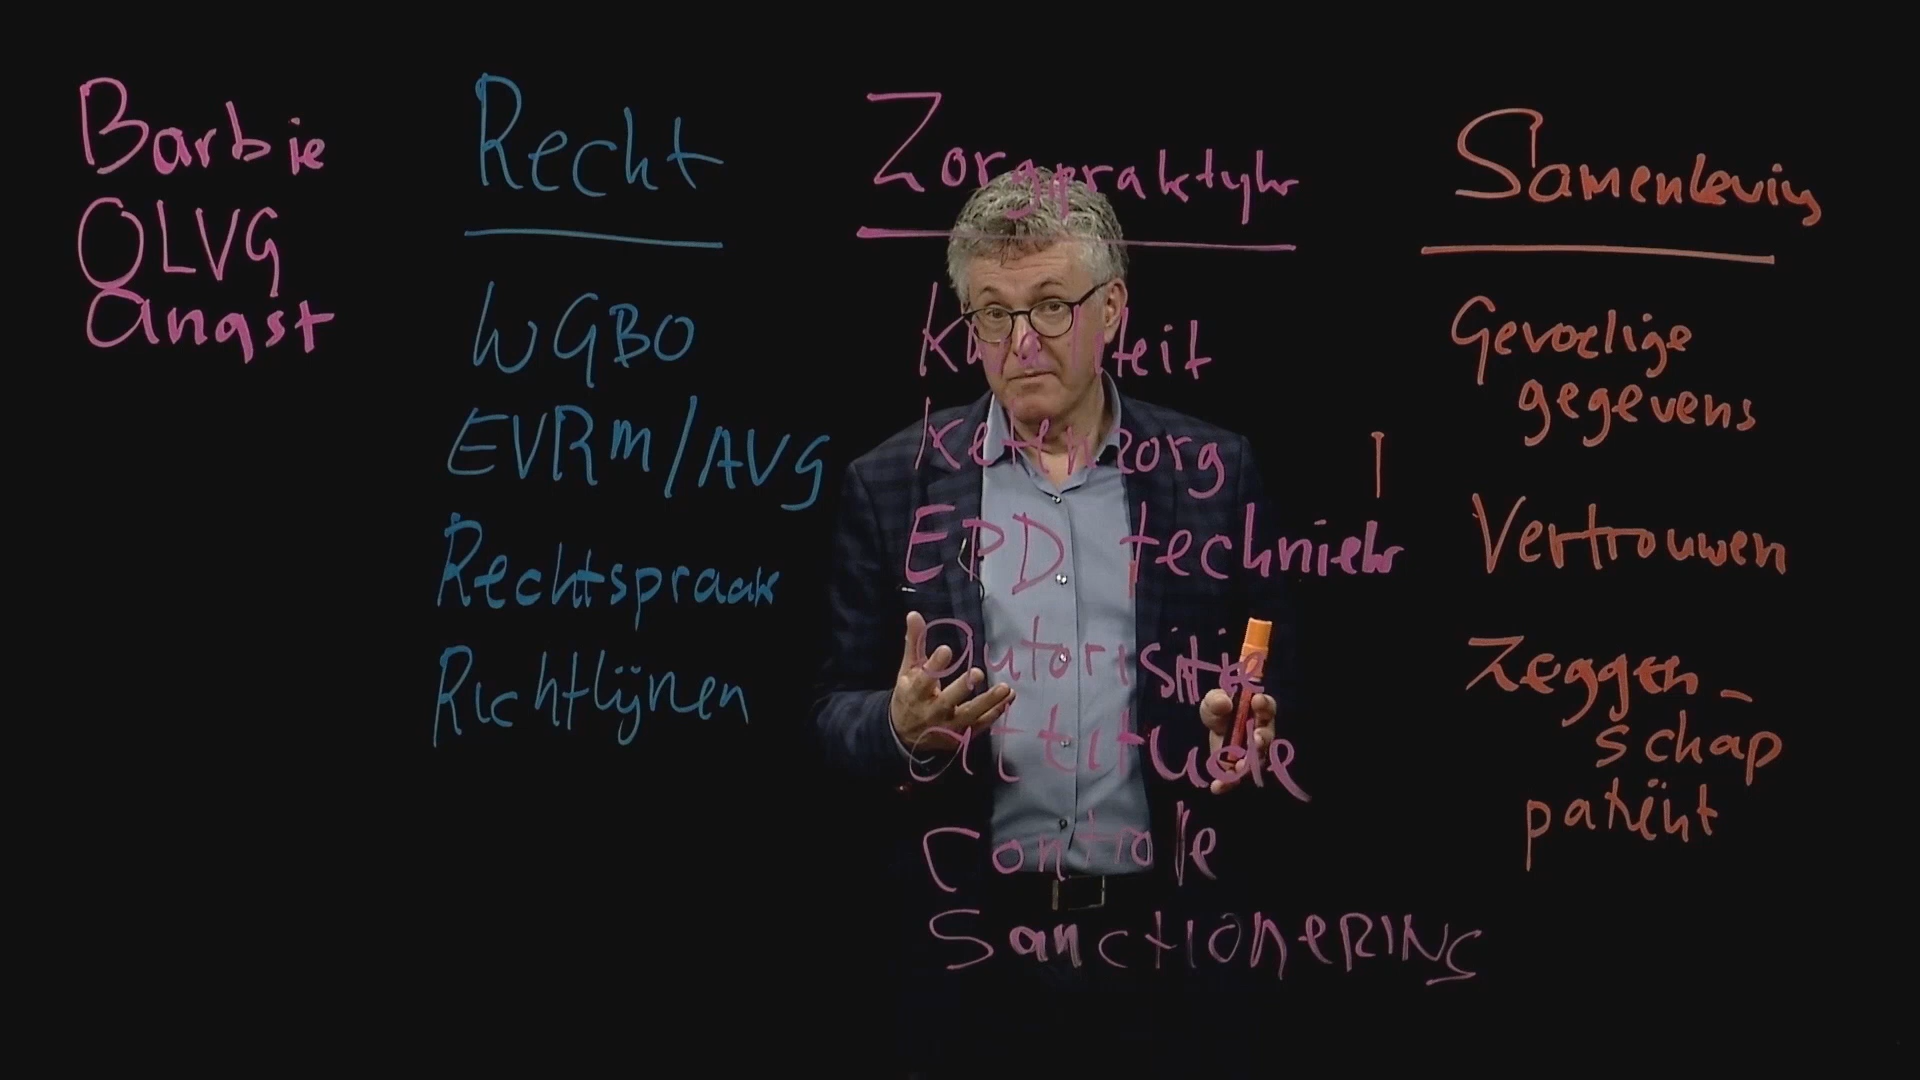 Barbie
OLVG
angst
Recht
WGBO
EVRM/AVG
Rechtspraak
Richtlijnen
Zorgpraktijk
Kwaliteit
Ketenzorg
EPD techniek
Autorisitie
attitude
Controle
SanctioneRING
Samenleving
Gevoelige
gegevens
Vertrouwen
Zeggen-
schap
patiënt